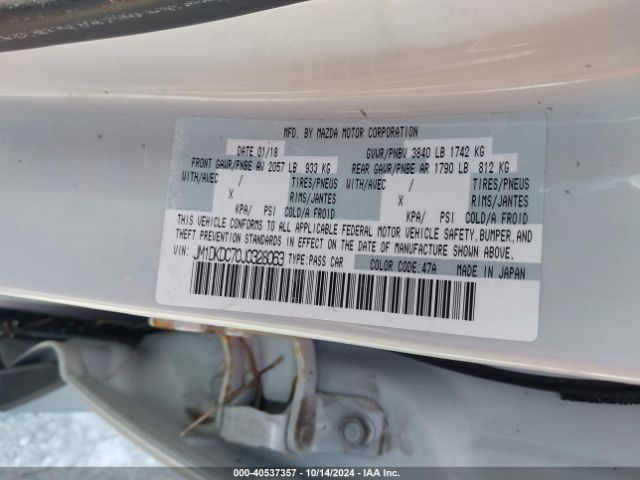 MFD. BY MAZDA MOTOR CORPORATION
DATE 01/18 GVWR/PNBV 3840 LB 1742 KG
FRONT GAWR/PNBE AV 2057 LB 933 KG REAR GAWR/PNBE AR 1790 LB 812 KG
WITH/AVEC / TIRES/PNEUS WITH/AVEC / TIRES/PNEUS
X RIMS/JANTES X RIMS/JANTES
KPA/ PSI COLD/A FROID KPA/ PSI COLD/A FROID
THIS VEHICLE CONFORMS TO ALL APPLICABLE FEDERAL MOTOR VEHICLE SAFETY, BUMPER, AND
THEFT PREVENTION STANDARDS IN EFFECT ON THE DATE OF MANUFACTURE SHOWN ABOVE.
VIN: JM1DKDC70J0328063 TYPE: PASS CAR COLOR CODE:47A MADE IN JAPAN
000-40537357 - 10/14/2024 - IAA Inc.